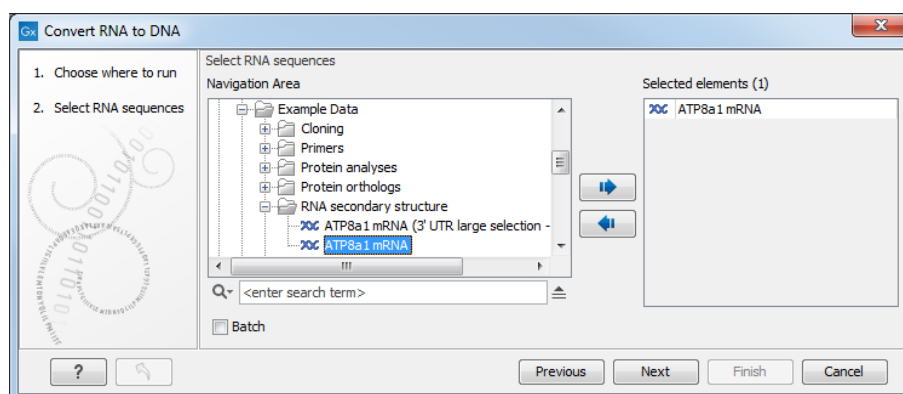 Gx Convert RNA to DNA
1. Choose where to run
2. Select RNA sequences
Select RNA sequences
Navigation Area
Example Data
Cloning
Primers
Protein analyses
Protein orthologs
RNA secondary structure
ATP8a1 mRNA (3' UTR large selection -
ATP8a1 mRNA
<enter search term>
Batch
Selected elements (1)
ATP8a1 mRNA
?
Previous
Next
Finish
Cancel